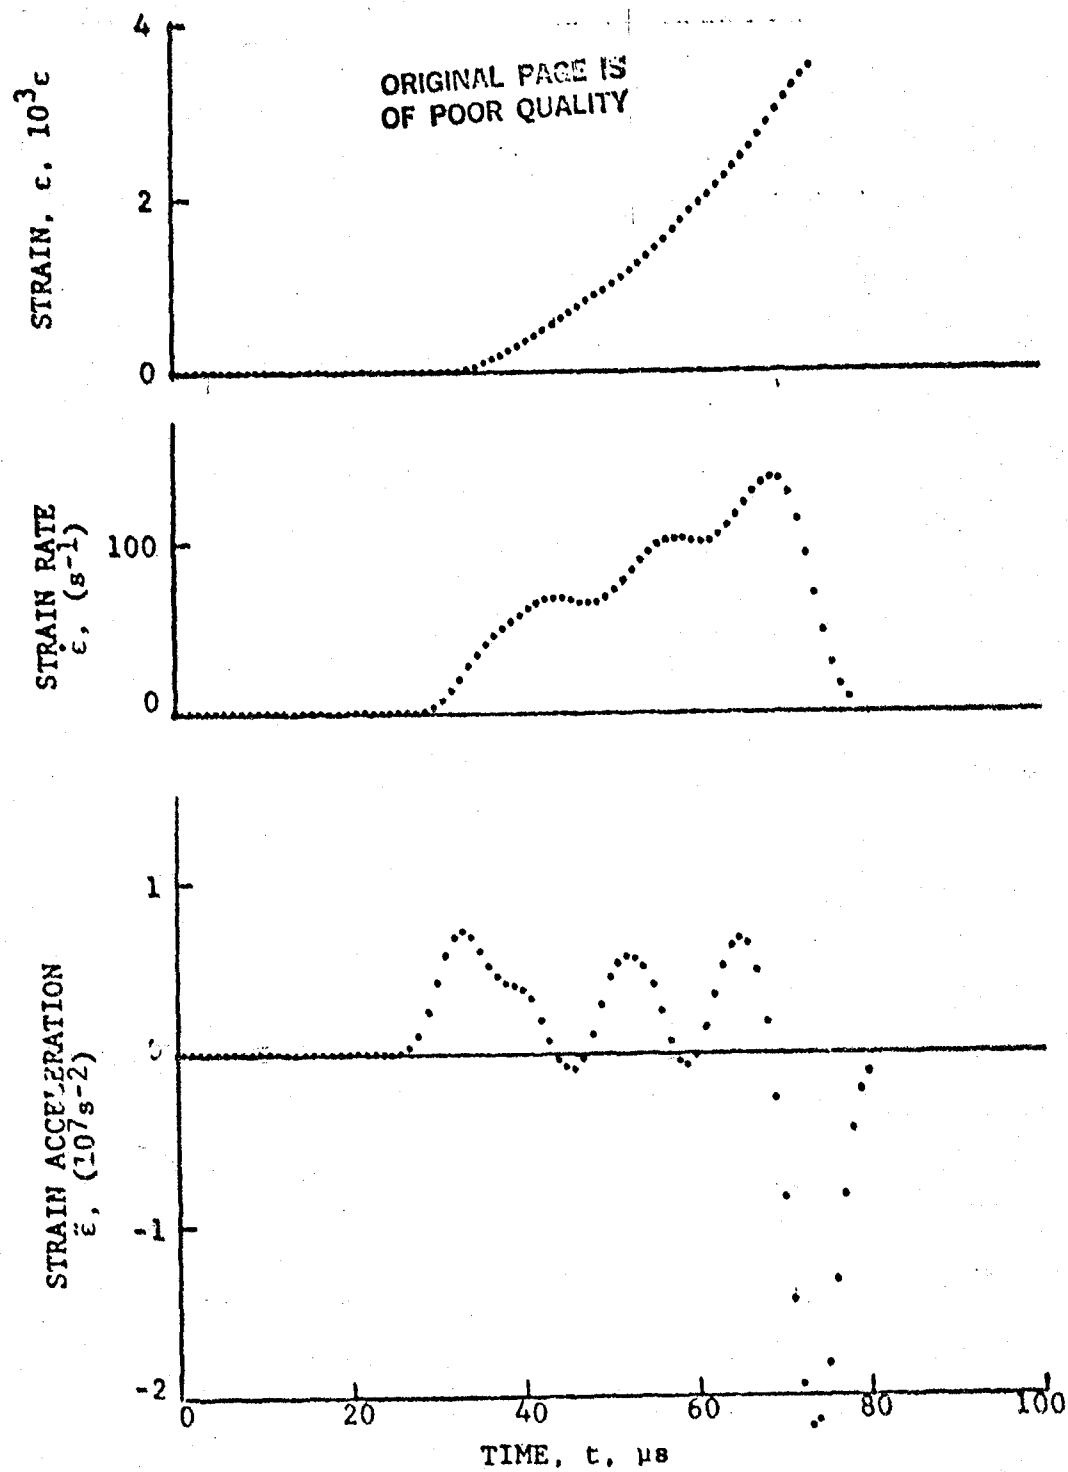 4
ORIGINAL PAGE IS
OF POOR QUALITY
STRAIN, ε, 10³ε
2
0
STRAIN RATE
ε̇, (s⁻¹)
100
0
1
STRAIN ACCELERATION
ε̈, (10⁷s-2)
0
-1
-2
0 20 40 60 80 100
TIME, t, μs